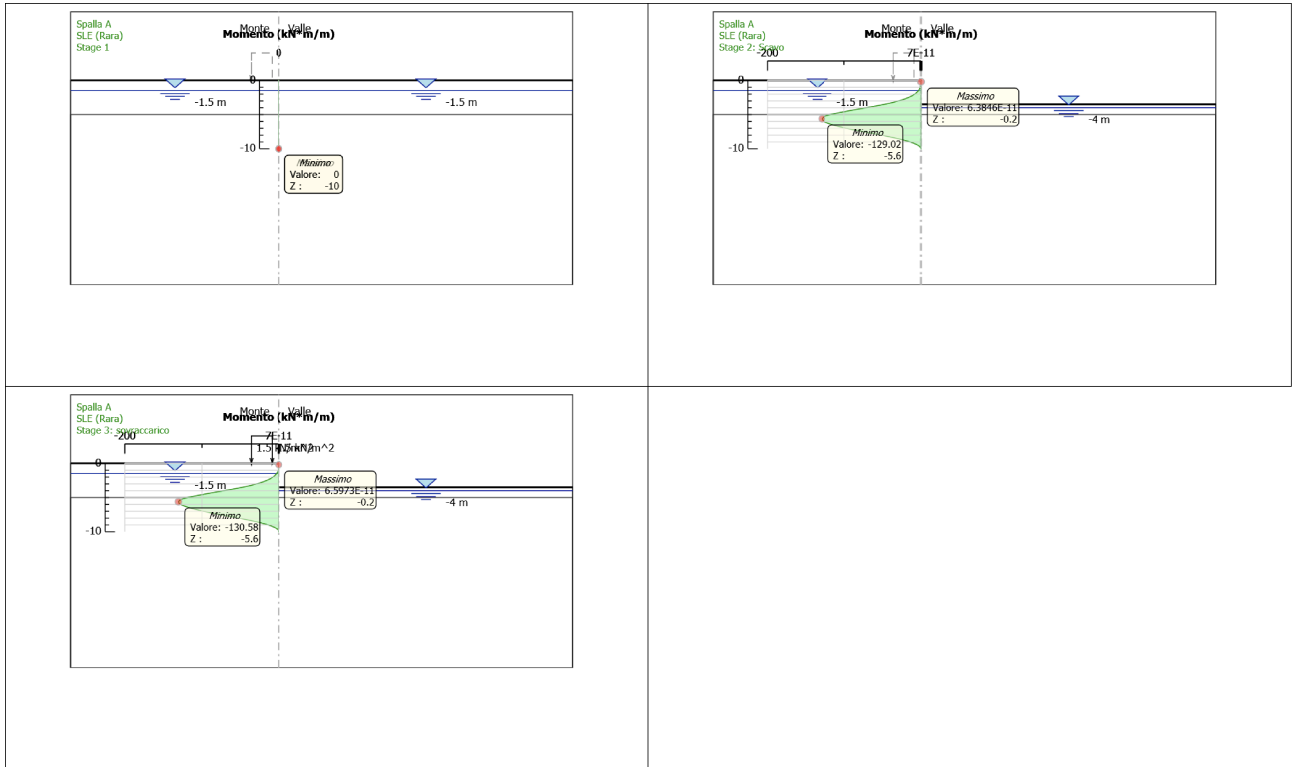 Spalla A
SLE (Rara)
Stage 1
Monte Valle
Momento (kN*m/m)
0
0
-1.5 m
-1.5 m
-10
Minimo
Valore: 0
Z : -10
Spalla A
SLE (Rara)
Stage 2: Scavo
Monte Valle
Momento (kN*m/m)
-200
7E-11
0
-1.5 m
Massimo
Valore: 6.3846E-11
Z : -0.2
-4 m
Minimo
Valore: -129.02
Z : -5.6
-10
Spalla A
SLE (Rara)
Stage 3: sovraccarico
Monte Valle
Momento (kN*m/m)
-200
7E-11
0
-1.5 m
Massimo
Valore: 6.5973E-11
Z : -0.2
-4 m
Minimo
Valore: -130.58
Z : -5.6
-10